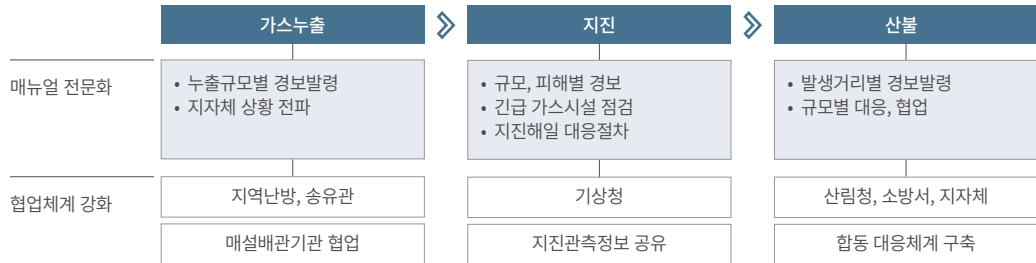 가스누출
지진
산불
매뉴얼 전문화
• 누출규모별 경보발령
• 지자체 상황 전파
• 규모, 피해별 경보
• 긴급 가스시설 점검
• 지진해일 대응절차
• 발생거리별 경보발령
• 규모별 대응, 협업
협업체계 강화
지역난방, 송유관
기상청
산림청, 소방서, 지자체
매설배관기관 협업
지진관측정보 공유
합동 대응체계 구축